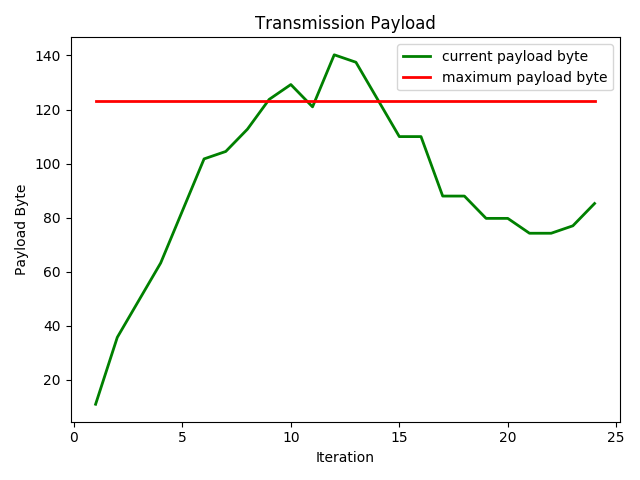 Transmission Payload
current payload byte
maximum payload byte
Payload Byte
140
120
100
80
60
40
20
0 5 10 15 20 25
Iteration